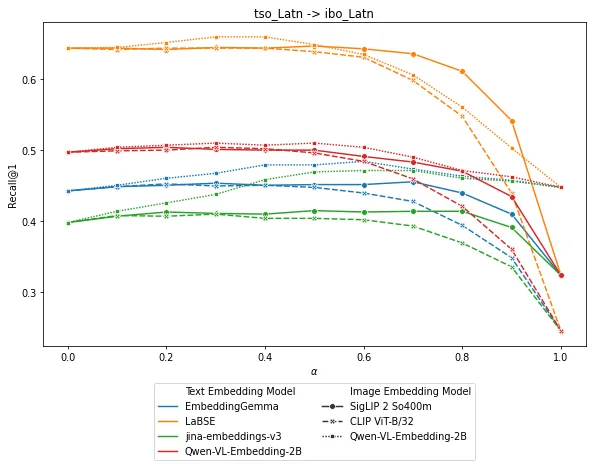 tso_Latn -> ibo_Latn
Recall@1
0.6
0.5
0.4
0.3
0.0 0.2 0.4 0.6 0.8 1.0
α
Text Embedding Model Image Embedding Model
EmbeddingGemma SigLIP 2 So400m
LaBSE CLIP ViT-B/32
jina-embeddings-v3 Qwen-VL-Embedding-2B
Qwen-VL-Embedding-2B